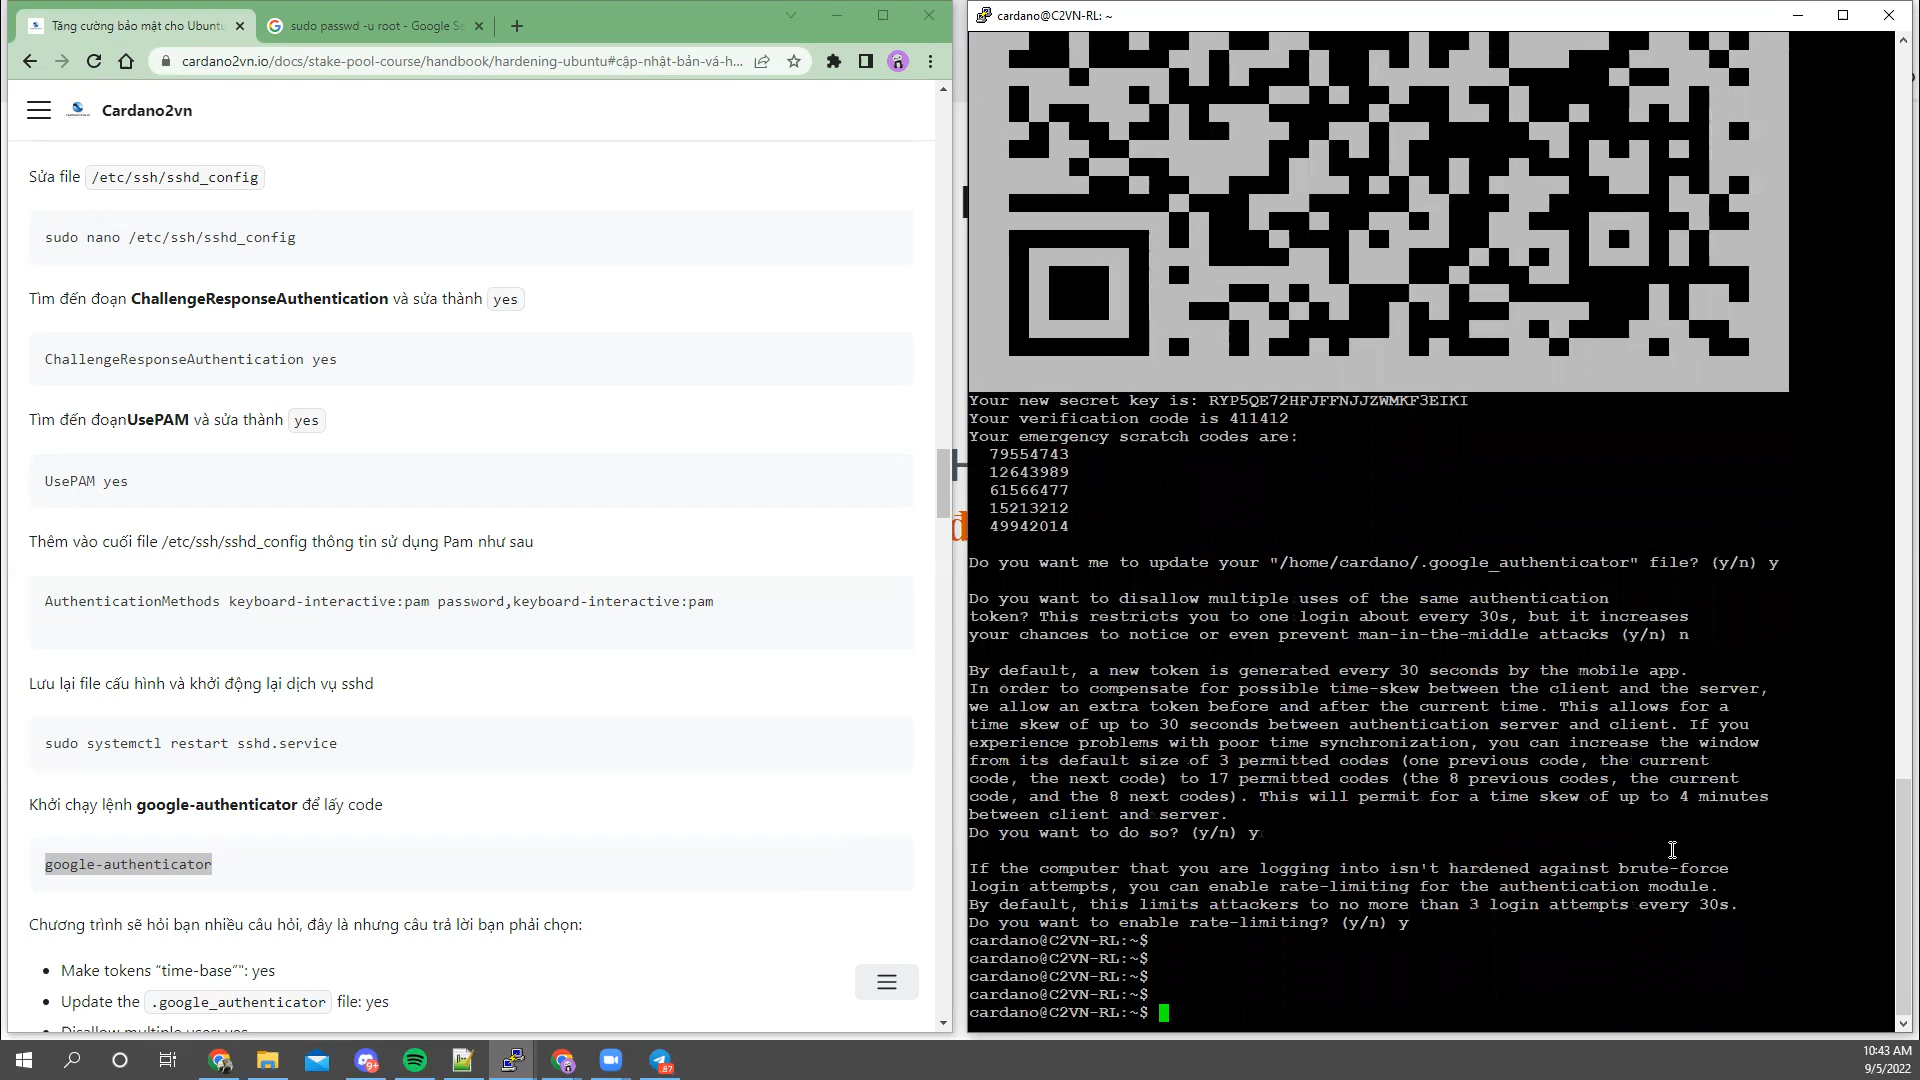 Tăng cường bảo mật cho Ubuntu
sudo passwd -u root - Google Se
cardano2vn.io/docs/stake-pool-course/handbook/hardening-ubuntu#cập-nhật-bản-vá-h...
Cardano2vn
Sửa file /etc/ssh/sshd_config
sudo nano /etc/ssh/sshd_config
Tìm đến đoạn ChallengeResponseAuthentication và sửa thành yes
ChallengeResponseAuthentication yes
Tìm đến đoạnUsePAM và sửa thành yes
UsePAM yes
Thêm vào cuối file /etc/ssh/sshd_config thông tin sử dụng Pam như sau
AuthenticationMethods keyboard-interactive:pam password,keyboard-interactive:pam
Lưu lại file cấu hình và khởi động lại dịch vụ sshd
sudo systemctl restart sshd.service
Khởi chạy lệnh google-authenticator để lấy code
google-authenticator
Chương trình sẽ hỏi bạn nhiều câu hỏi, đây là nhưng câu trả lời bạn phải chọn:
Make tokens “time-base””: yes
Update the .google_authenticator file: yes
Disallow multiple uses: yes
cardano@C2VN-RL: ~
Your new secret key is: RYP5QE72HFJFFNJJZWMKF3EIKI
Your verification code is 411412
Your emergency scratch codes are:
79554743
12643989
61566477
15213212
49942014
Do you want me to update your "/home/cardano/.google_authenticator" file? (y/n) y
Do you want to disallow multiple uses of the same authentication
token? This restricts you to one login about every 30s, but it increases
your chances to notice or even prevent man-in-the-middle attacks (y/n) n
By default, a new token is generated every 30 seconds by the mobile app.
In order to compensate for possible time-skew between the client and the server,
we allow an extra token before and after the current time. This allows for a
time skew of up to 30 seconds between authentication server and client. If you
experience problems with poor time synchronization, you can increase the window
from its default size of 3 permitted codes (one previous code, the current
code, the next code) to 17 permitted codes (the 8 previous codes, the current
code, and the 8 next codes). This will permit for a time skew of up to 4 minutes
between client and server.
Do you want to do so? (y/n) y
If the computer that you are logging into isn't hardened against brute-force
login attempts, you can enable rate-limiting for the authentication module.
By default, this limits attackers to no more than 3 login attempts every 30s.
Do you want to enable rate-limiting? (y/n) y
cardano@C2VN-RL:~$
cardano@C2VN-RL:~$
cardano@C2VN-RL:~$
cardano@C2VN-RL:~$
cardano@C2VN-RL:~$
10:43 AM
9/5/2022